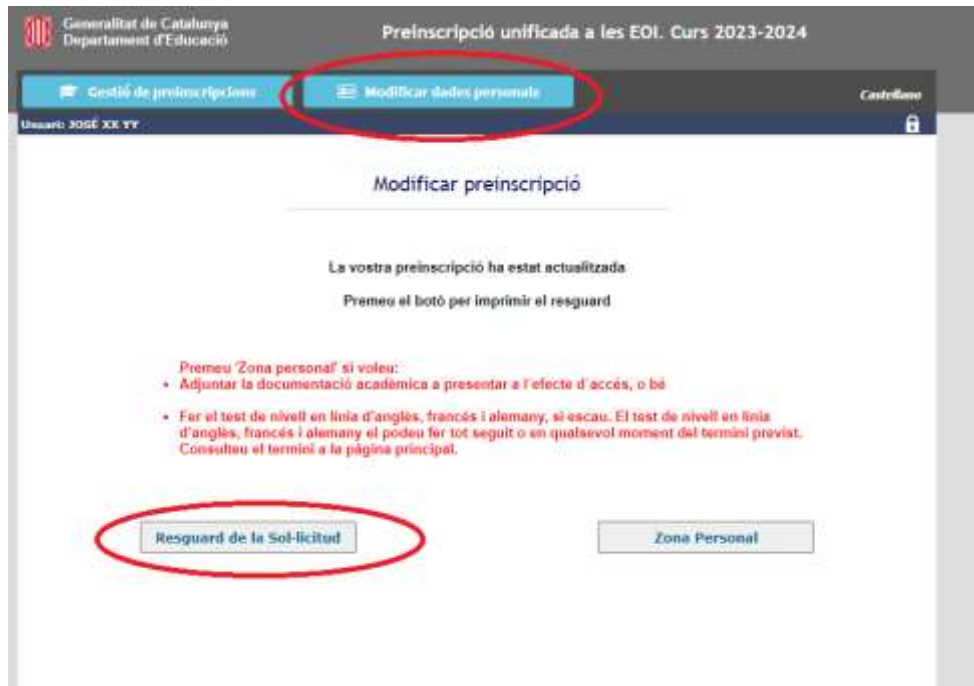 Generalitat de Catalunya
Departament d'Educació
Preinscripció unificada a les EOI. Curs 2023-2024
Gestió de preinscripcions
Modificar dades personals
Castellano
Usuari: JOSÉ XX YY
Modificar preinscripció
La vostra preinscripció ha estat actualitzada
Premeu el botó per imprimir el resguard
Premeu 'Zona personal' si voleu:
• Adjuntar la documentació acadèmica a presentar a l'efecte d'accés, o bé
• Fer el test de nivell en línia d'anglès, francès i alemany, si escau. El test de nivell en línia
d'anglès, francès i alemany el podeu fer tot seguit o en qualsevol moment del termini previst.
Consulteu el termini a la pàgina principal.
Resguard de la Sol·licitud
Zona Personal